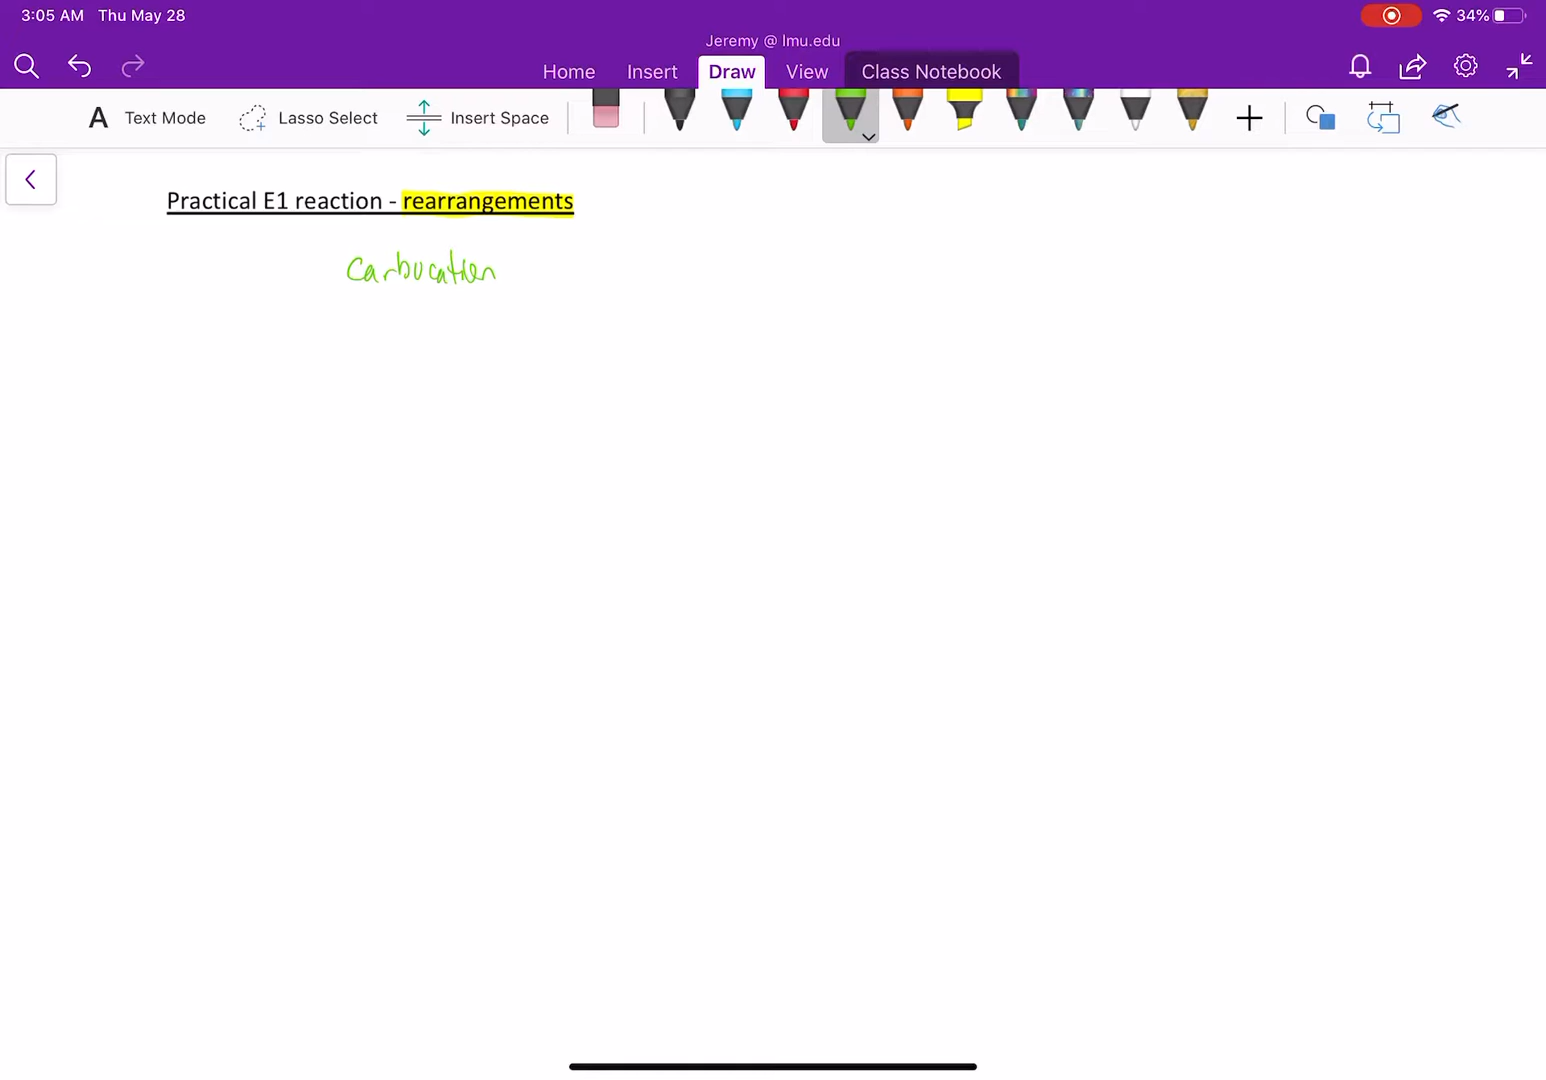 3:05 AM Thu May 28
34%
Jeremy @ lmu.edu
Home Insert Draw View Class Notebook
A Text Mode Lasso Select Insert Space
Practical E1 reaction - rearrangements
Carbocation